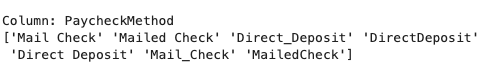 Column: PaycheckMethod
['Mail Check' 'Mailed Check' 'Direct_Deposit' 'DirectDeposit'
 'Direct Deposit' 'Mail_Check' 'MailedCheck']